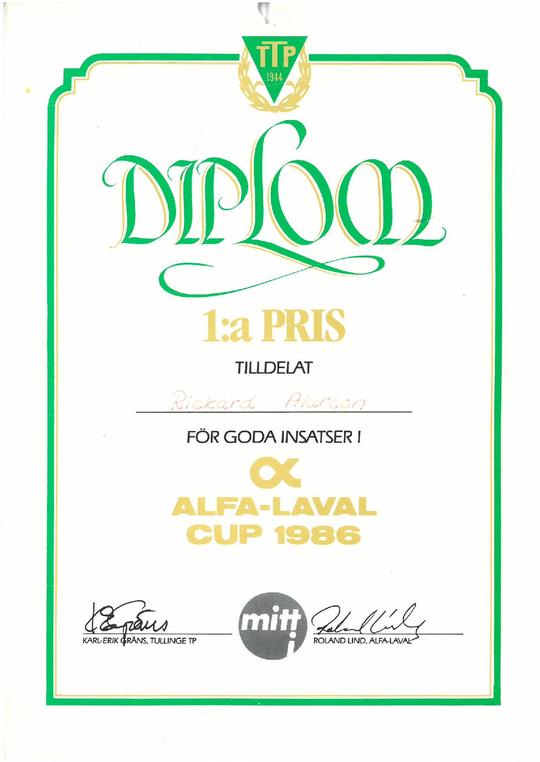 TTP
1944
DIPLOM
1:a PRIS
TILLDELAT
Rickard Alarcon
FÖR GODA INSATSER I
α
ALFA-LAVAL
CUP 1986
KARL-ERIK GRÄNS, TULLINGE TP
mitt i
ROLAND LIND, ALFA-LAVAL